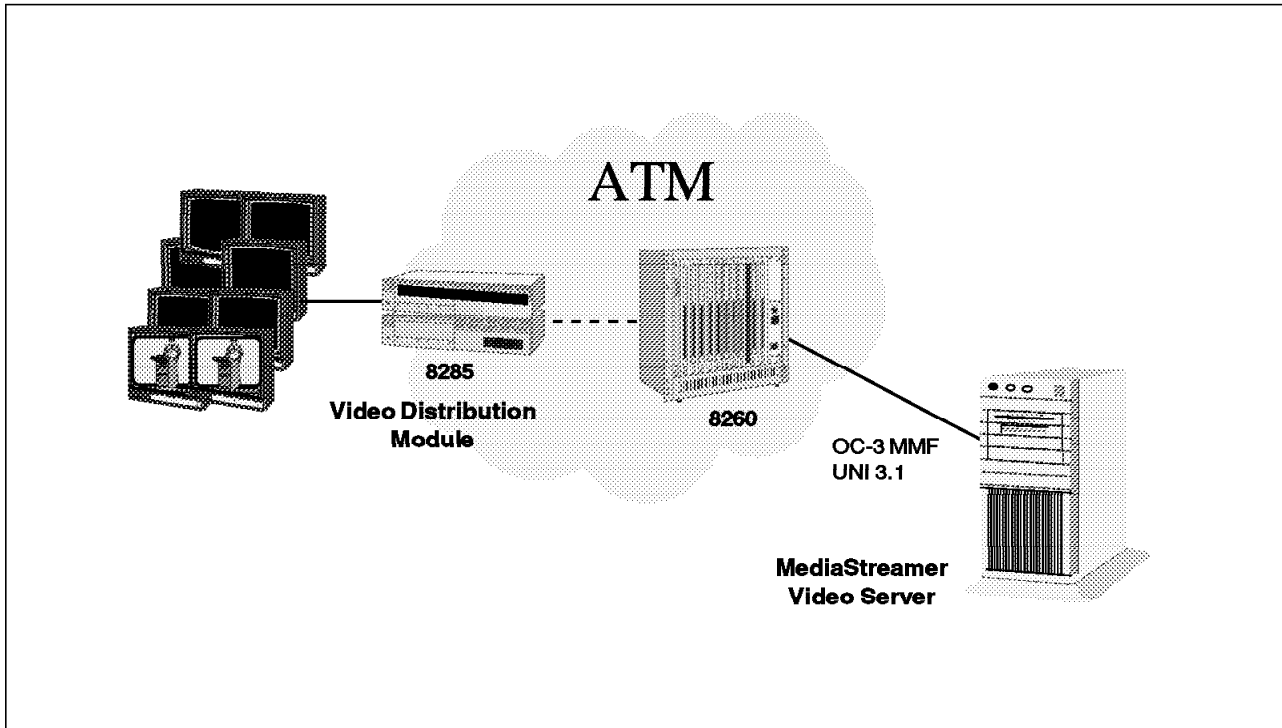 ATM
8285
Video Distribution
Module
8260
OC-3 MMF
UNI 3.1
MediaStreamer
Video Server